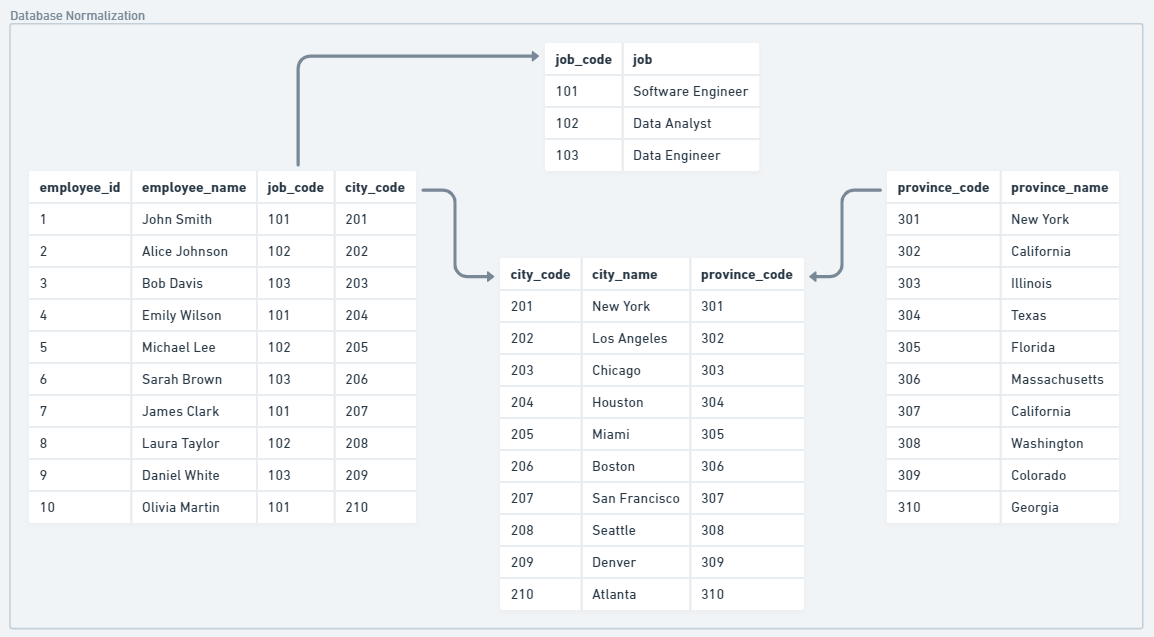 Database Normalization
job_code job
101 Software Engineer
102 Data Analyst
103 Data Engineer
employee_id employee_name job_code city_code
1 John Smith 101 201
2 Alice Johnson 102 202
3 Bob Davis 103 203
4 Emily Wilson 101 204
5 Michael Lee 102 205
6 Sarah Brown 103 206
7 James Clark 101 207
8 Laura Taylor 102 208
9 Daniel White 103 209
10 Olivia Martin 101 210
city_code city_name province_code
201 New York 301
202 Los Angeles 302
203 Chicago 303
204 Houston 304
205 Miami 305
206 Boston 306
207 San Francisco 307
208 Seattle 308
209 Denver 309
210 Atlanta 310
province_code province_name
301 New York
302 California
303 Illinois
304 Texas
305 Florida
306 Massachusetts
307 California
308 Washington
309 Colorado
310 Georgia